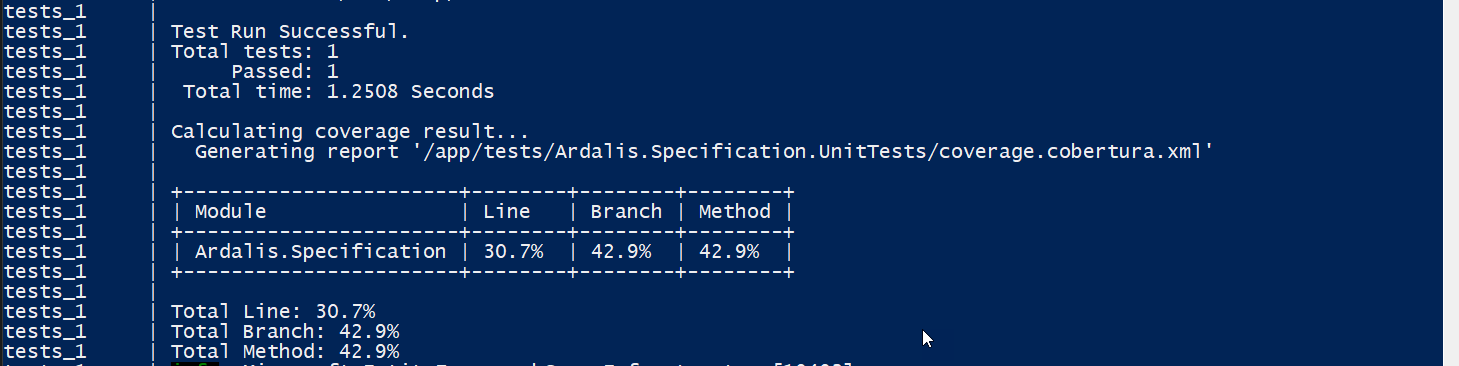 tests_1      |
tests_1      | Test Run Successful.
tests_1      | Total tests: 1
tests_1      |      Passed: 1
tests_1      |  Total time: 1.2508 Seconds
tests_1      |
tests_1      | Calculating coverage result...
tests_1      |   Generating report '/app/tests/Ardalis.Specification.UnitTests/coverage.cobertura.xml'
tests_1      |
tests_1      | +-----------------------+--------+--------+--------+
tests_1      | | Module                | Line   | Branch | Method |
tests_1      | +-----------------------+--------+--------+--------+
tests_1      | | Ardalis.Specification | 30.7%  | 42.9%  | 42.9%  |
tests_1      | +-----------------------+--------+--------+--------+
tests_1      |
tests_1      | Total Line: 30.7%
tests_1      | Total Branch: 42.9%
tests_1      | Total Method: 42.9%